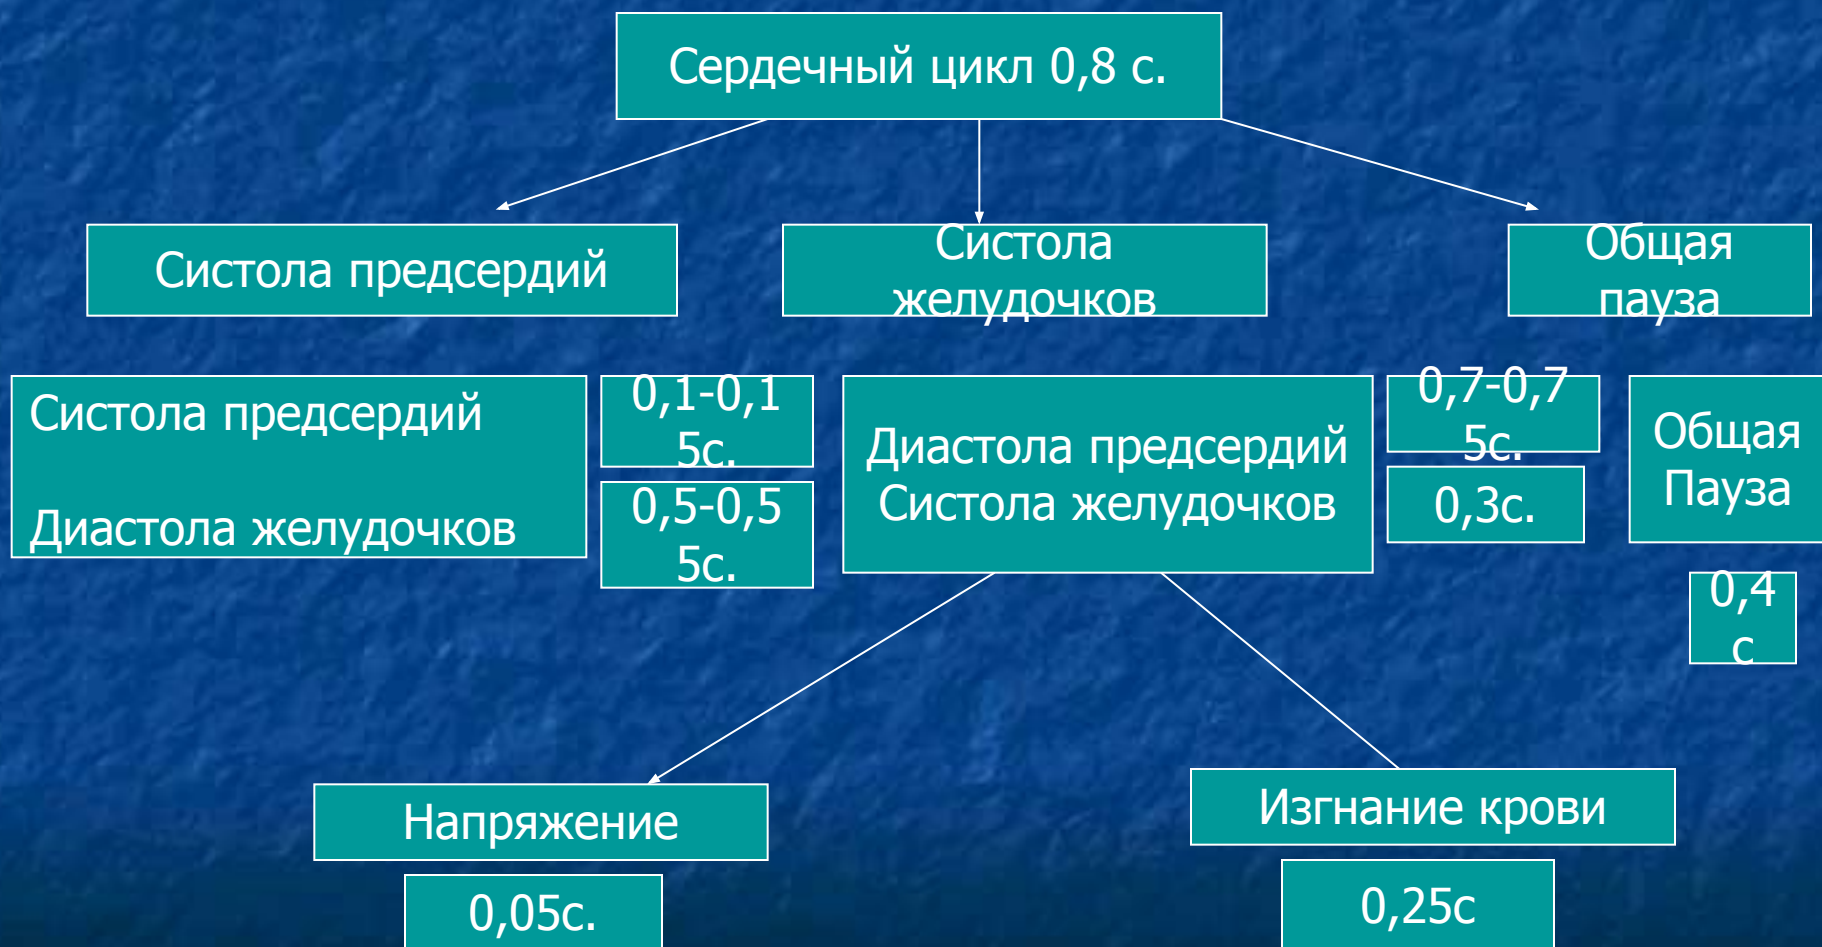 Сердечный цикл 0,8 с.
Систола предсердий
Систола
желудочков
Общая
пауза
Систола предсердий
Диастола желудочков
0,1-0,1
5с.
0,5-0,5
5с.
Диастола предсердий
Систола желудочков
0,7-0,7
5с.
0,3с.
Общая
Пауза
0,4
с
Напряжение
0,05с.
Изгнание крови
0,25с